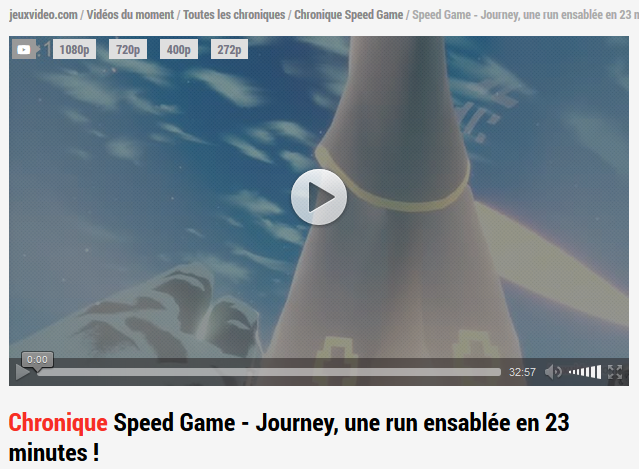 jeuxvideo.com / Vidéos du moment / Toutes les chroniques / Chronique Speed Game / Speed Game - Journey, une run ensablée en 23
1080p 720p 400p 272p
0:00
32:57
Chronique Speed Game - Journey, une run ensablée en 23
minutes !